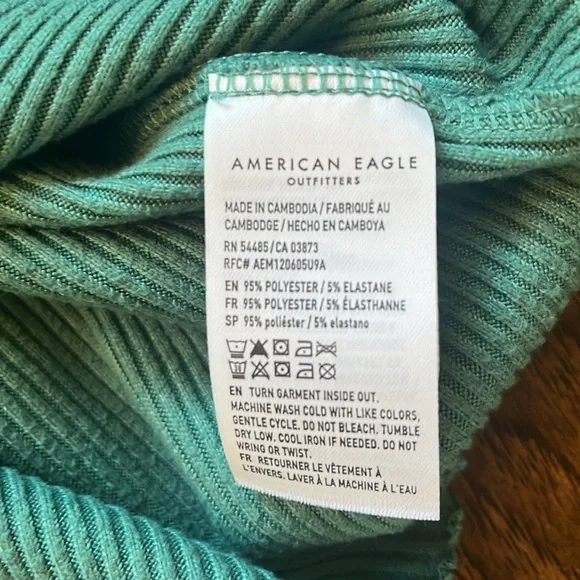 AMERICAN EAGLE
OUTFITTERS
MADE IN CAMBODIA / FABRIQUÉ AU
CAMBODGE / HECHO EN CAMBOYA
RN 54485 / CA 03873
RFC# AEM120605U9A
EN 95% POLYESTER / 5% ELASTANE
FR 95% POLYESTER / 5% ÉLASTHANNE
SP 95% poliéster / 5% elastano
EN TURN GARMENT INSIDE OUT.
MACHINE WASH COLD WITH LIKE COLORS,
GENTLE CYCLE. DO NOT BLEACH. TUMBLE
DRY LOW. COOL IRON IF NEEDED. DO NOT
WRING OR TWIST.
FR RETOURNER LE VÊTEMENT À
L'ENVERS. LAVER À LA MACHINE À L'EAU